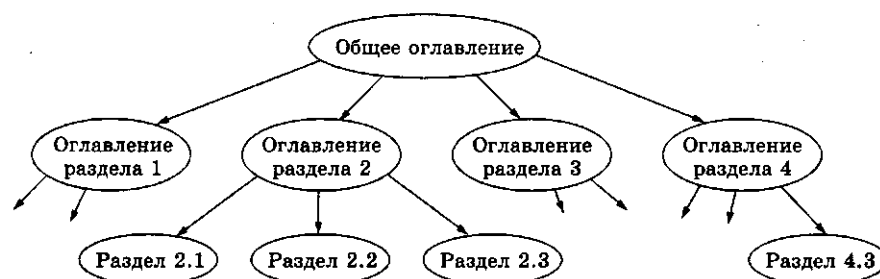 Общее оглавление
Оглавление
раздела 1
Оглавление
раздела 2
Оглавление
раздела 3
Оглавление
раздела 4
Раздел 2.1
Раздел 2.2
Раздел 2.3
Раздел 4.3